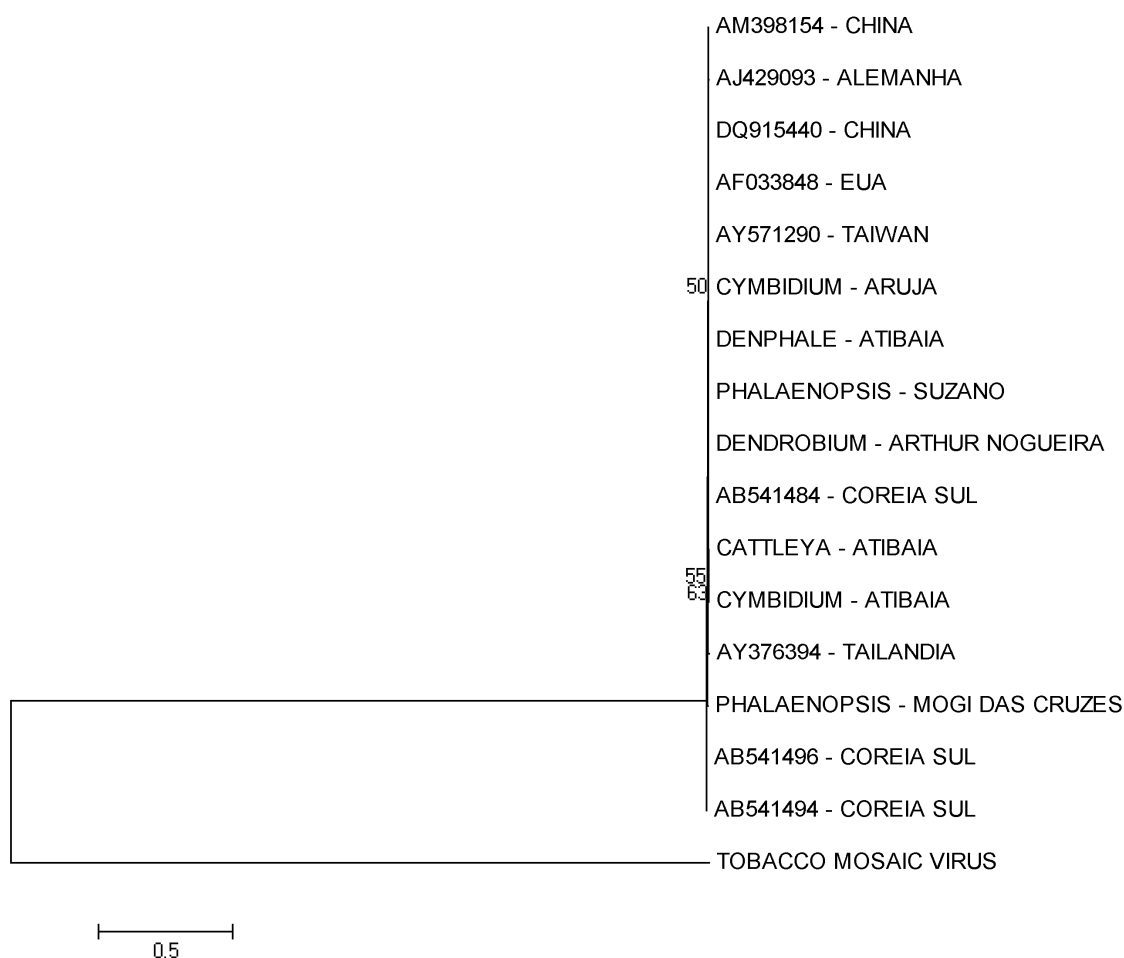 AM398154 - CHINA
AJ429093 - ALEMANHA
DQ915440 - CHINA
AF033848 - EUA
AY571290 - TAIWAN
50 CYMBIDIUM - ARUJA
DENPHALE - ATIBAIA
PHALAENOPSIS - SUZANO
DENDROBIUM - ARTHUR NOGUEIRA
AB541484 - COREIA SUL
CATTLEYA - ATIBAIA
55
63 CYMBIDIUM - ATIBAIA
AY376394 - TAILANDIA
PHALAENOPSIS - MOGI DAS CRUZES
AB541496 - COREIA SUL
AB541494 - COREIA SUL
TOBACCO MOSAIC VIRUS
0.5